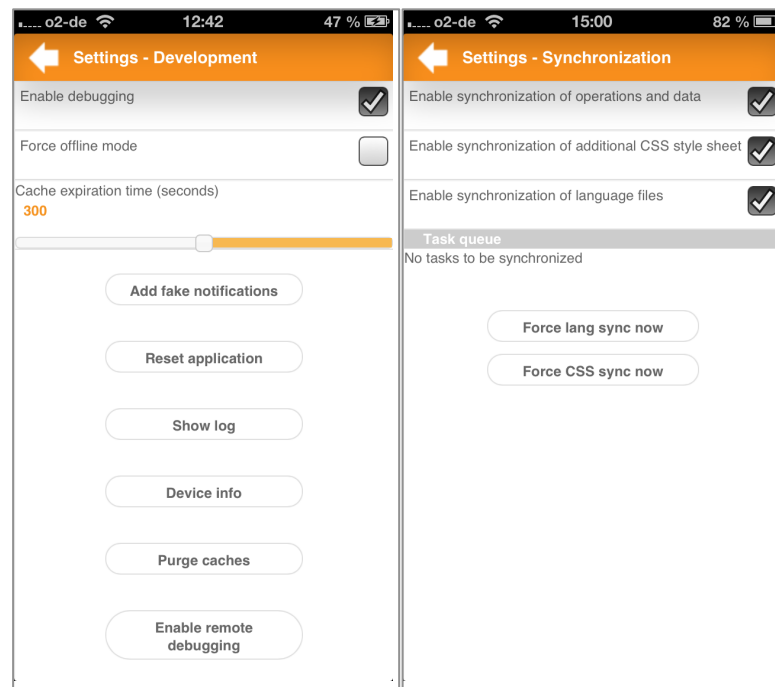 o2-de 12:42 47 %
Settings - Development
Enable debugging
Force offline mode
Cache expiration time (seconds)
300
Add fake notifications
Reset application
Show log
Device info
Purge caches
Enable remote
debugging
o2-de 15:00 82 %
Settings - Synchronization
Enable synchronization of operations and data
Enable synchronization of additional CSS style sheet
Enable synchronization of language files
Task queue
No tasks to be synchronized
Force lang sync now
Force CSS sync now